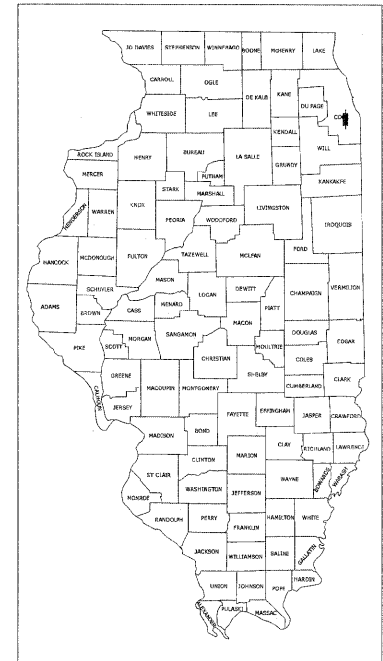 JO DAVIES STEPHENSON WINNEBAGO BOONE MCHENRY LAKE
CARROLL OGLE DE KALB KANE DU PAGE
WHITESIDE LEE
KENDALL WILL
ROCK ISLAND HENRY BUREAU LA SALLE GRUNDY
MERCER PUTNAM KANKAKEE
STARK MARSHALL
HENDERSON WARREN KNOX PEORIA WOODFORD LIVINGSTON IROQUOIS
HANCOCK MCDONOUGH FULTON TAZEWELL MCLEAN FORD
SCHUYLER MASON
ADAMS BROWN CASS MENARD LOGAN DEWITT PIATT CHAMPAIGN VERMILION
PIKE SCOTT MORGAN SANGAMON MACON DOUGLAS
CHRISTIAN MOULTRIE COLES EDGAR
GREENE SHELBY
CALHOUN MACOUPIN MONTGOMERY CUMBERLAND CLARK
JERSEY FAYETTE EFFINGHAM JASPER CRAWFORD
MADISON BOND
CLINTON MARION CLAY RICHLAND LAWRENCE
ST CLAIR WASHINGTON WAYNE EDWARDS WABASH
MONROE JEFFERSON
RANDOLPH PERRY HAMILTON WHITE
FRANKLIN
JACKSON WILLIAMSON SALINE GALLATIN
UNION JOHNSON POPE HARDIN
ALEXANDER PULASKI MASSAC